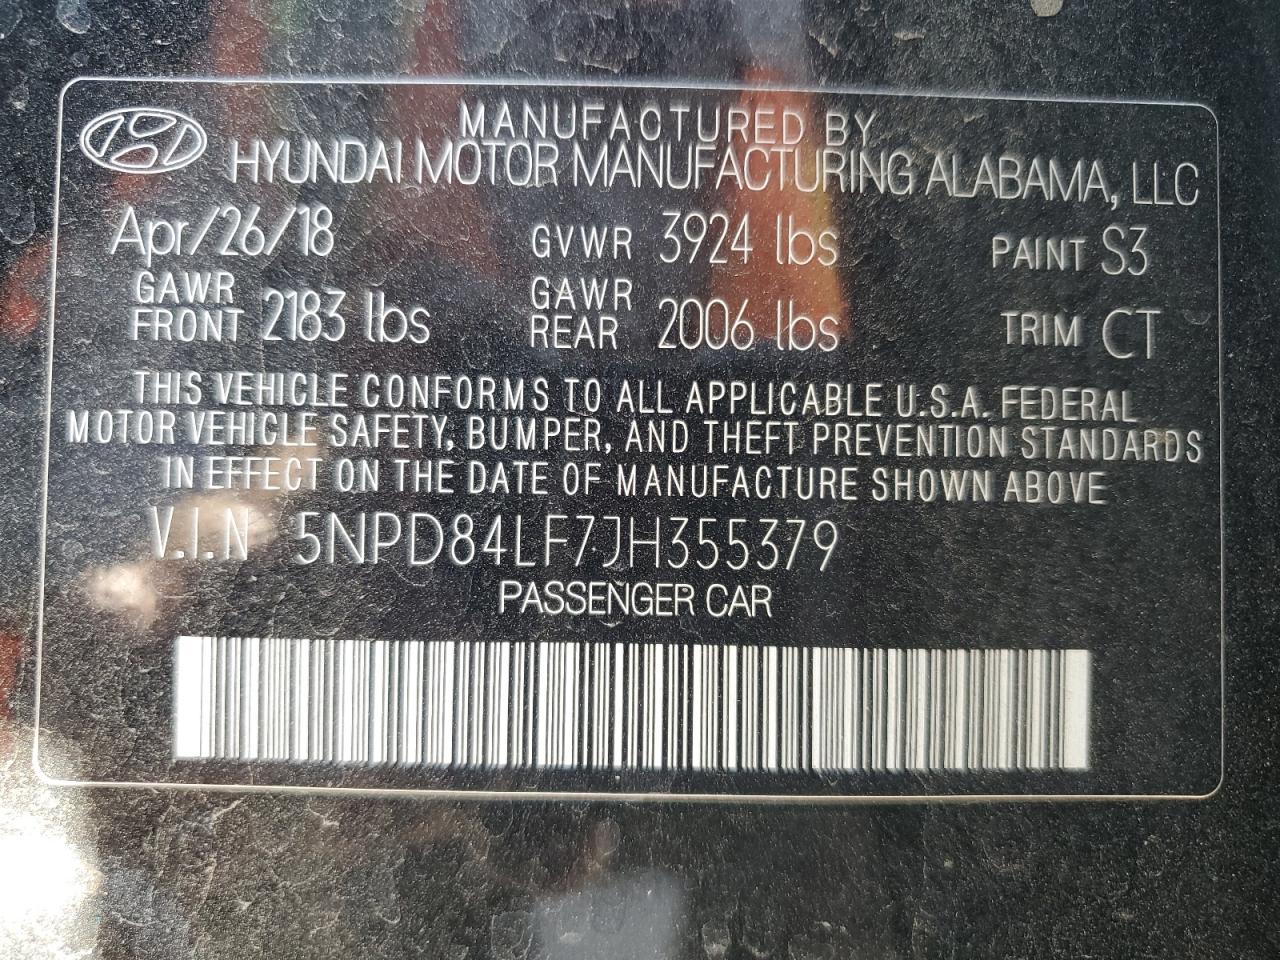 MANUFACTURED BY
HYUNDAI MOTOR MANUFACTURING ALABAMA, LLC
Apr/26/18 GVWR 3924 lbs PAINT S3
GAWR FRONT 2183 lbs GAWR REAR 2006 lbs TRIM CT
THIS VEHICLE CONFORMS TO ALL APPLICABLE U.S.A. FEDERAL
MOTOR VEHICLE SAFETY, BUMPER, AND THEFT PREVENTION STANDARDS
IN EFFECT ON THE DATE OF MANUFACTURE SHOWN ABOVE
V.I.N 5NPD84LF7JH355379
PASSENGER CAR